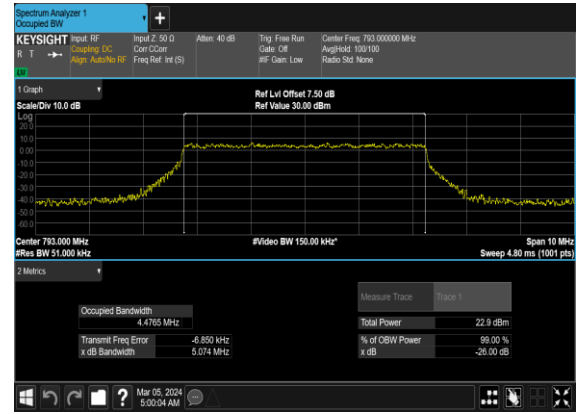 Spectrum Analyzer 1
Occupied BW
KEYSIGHT Input: RF Input Z: 50 Ω Atten: 40 dB Trig: Free Run Center Freq: 793.000000 MHz
R T Coupling: DC Corr CCorr Gate: Off Avg|Hold: 100/100
Align: Auto/No RF Freq Ref: Int (S) #IF Gain: Low Radio Std: None
LW
1 Graph
Ref Lvl Offset 7.50 dB
Scale/Div 10.0 dB Ref Value 30.00 dBm
Log
20.0
10.0
0.00
-10.0
-20.0
-30.0
-40.0
-50.0
-60.0
Center 793.000 MHz #Video BW 150.00 kHz* Span 10 MHz
#Res BW 51.000 kHz Sweep 4.80 ms (1001 pts)
2 Metrics
Measure Trace Trace 1
Occupied Bandwidth
4.4765 MHz
Total Power 22.9 dBm
Transmit Freq Error -6.850 kHz % of OBW Power 99.00 %
x dB Bandwidth 5.074 MHz x dB -26.00 dB
Mar 05, 2024
5:00:04 AM